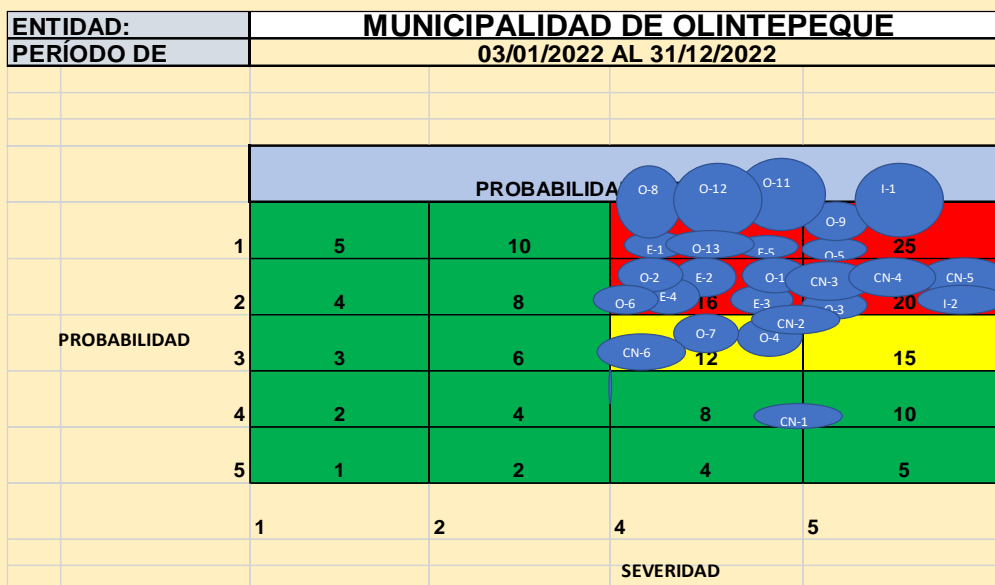 ENTIDAD: MUNICIPALIDAD DE OLINTEPEQUE
PERÍODO DE 03/01/2022 AL 31/12/2022
PROBABILIDA
O-8 O-12 O-11 I-1
O-9
1 5 10 E-1 O-13 E-5 O-5 25
O-2 E-2 O-1 CN-3 CN-4 CN-5
2 4 8 O-6 E-4 16 E-3 O-3 20 I-2
CN-2
PROBABILIDAD O-7 O-4
3 3 6 CN-6 12 15
4 2 4 8 CN-1 10
5 1 2 4 5
1 2 4 5
SEVERIDAD